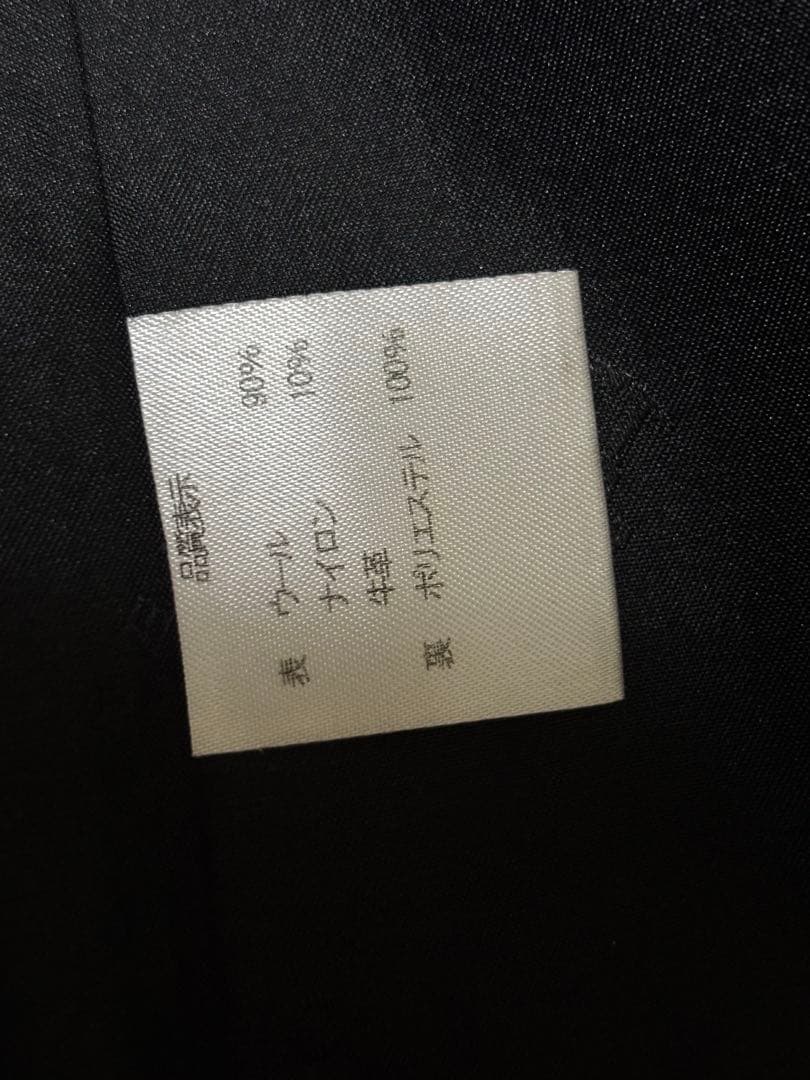 品質表示
表 ウール 90%
ナイロン 10%
牛革
裏 ポリエステル 100%